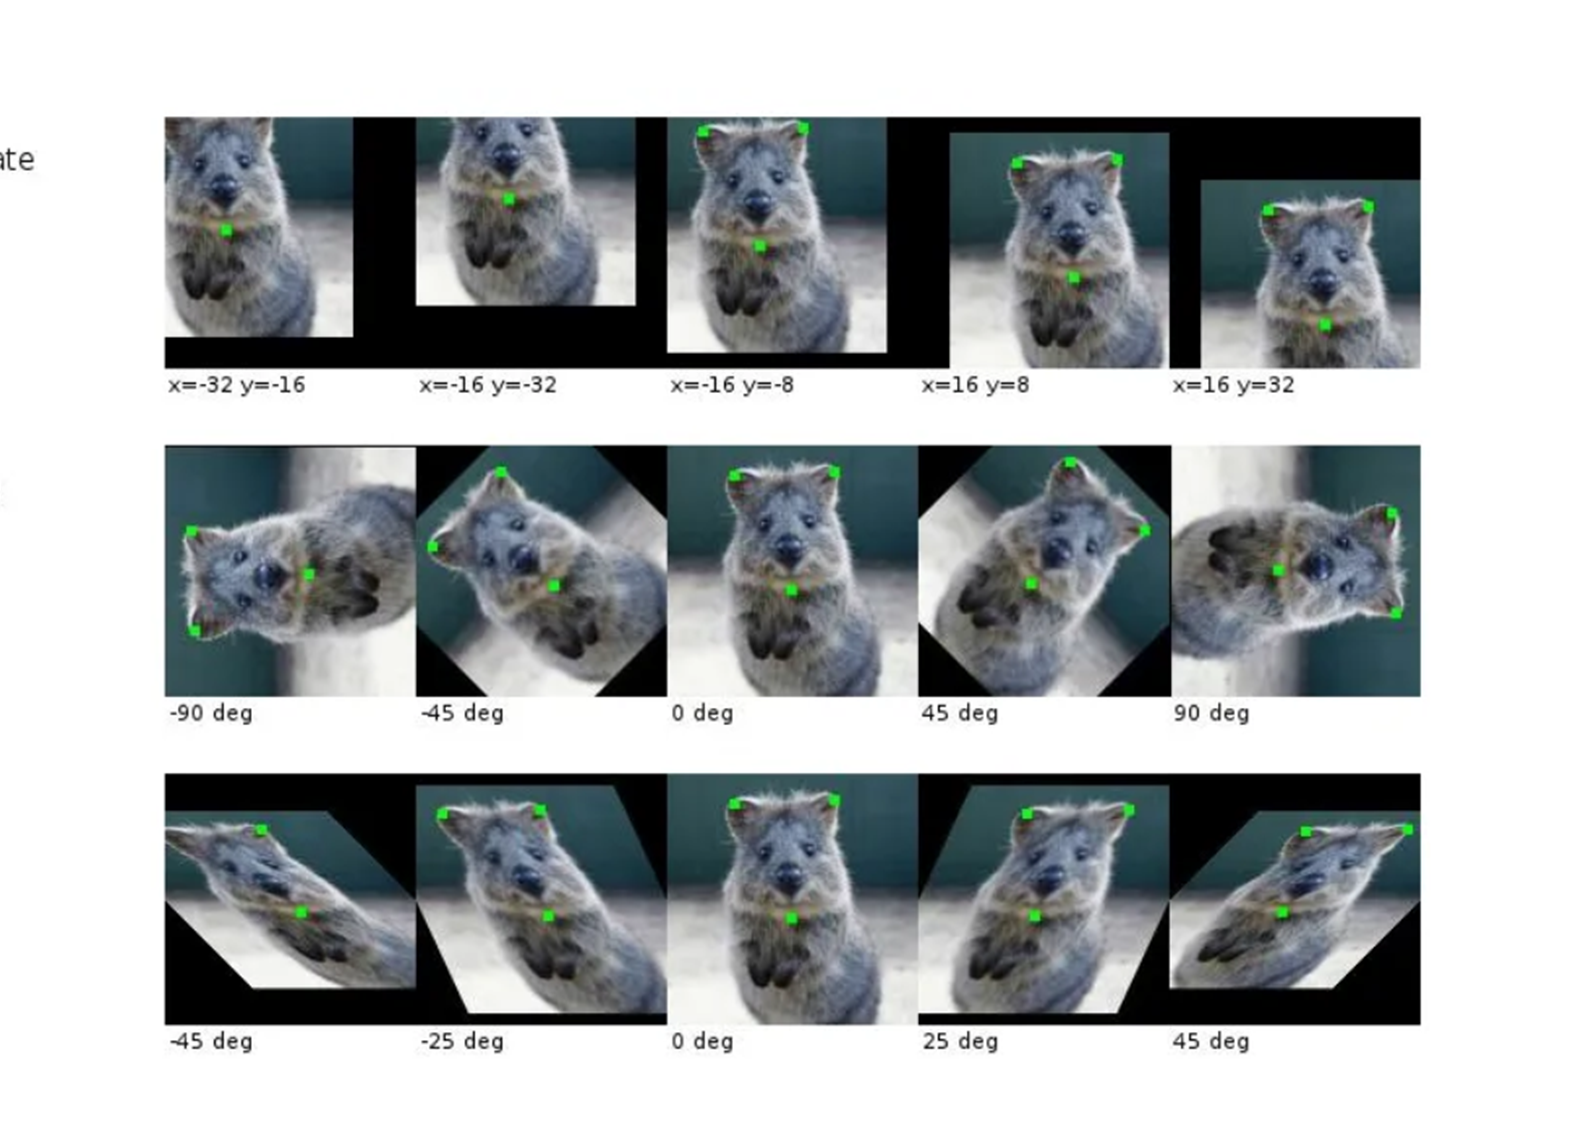 ate
x=-32 y=-16 x=-16 y=-32 x=-16 y=-8 x=16 y=8 x=16 y=32
-90 deg -45 deg 0 deg 45 deg 90 deg
-45 deg -25 deg 0 deg 25 deg 45 deg